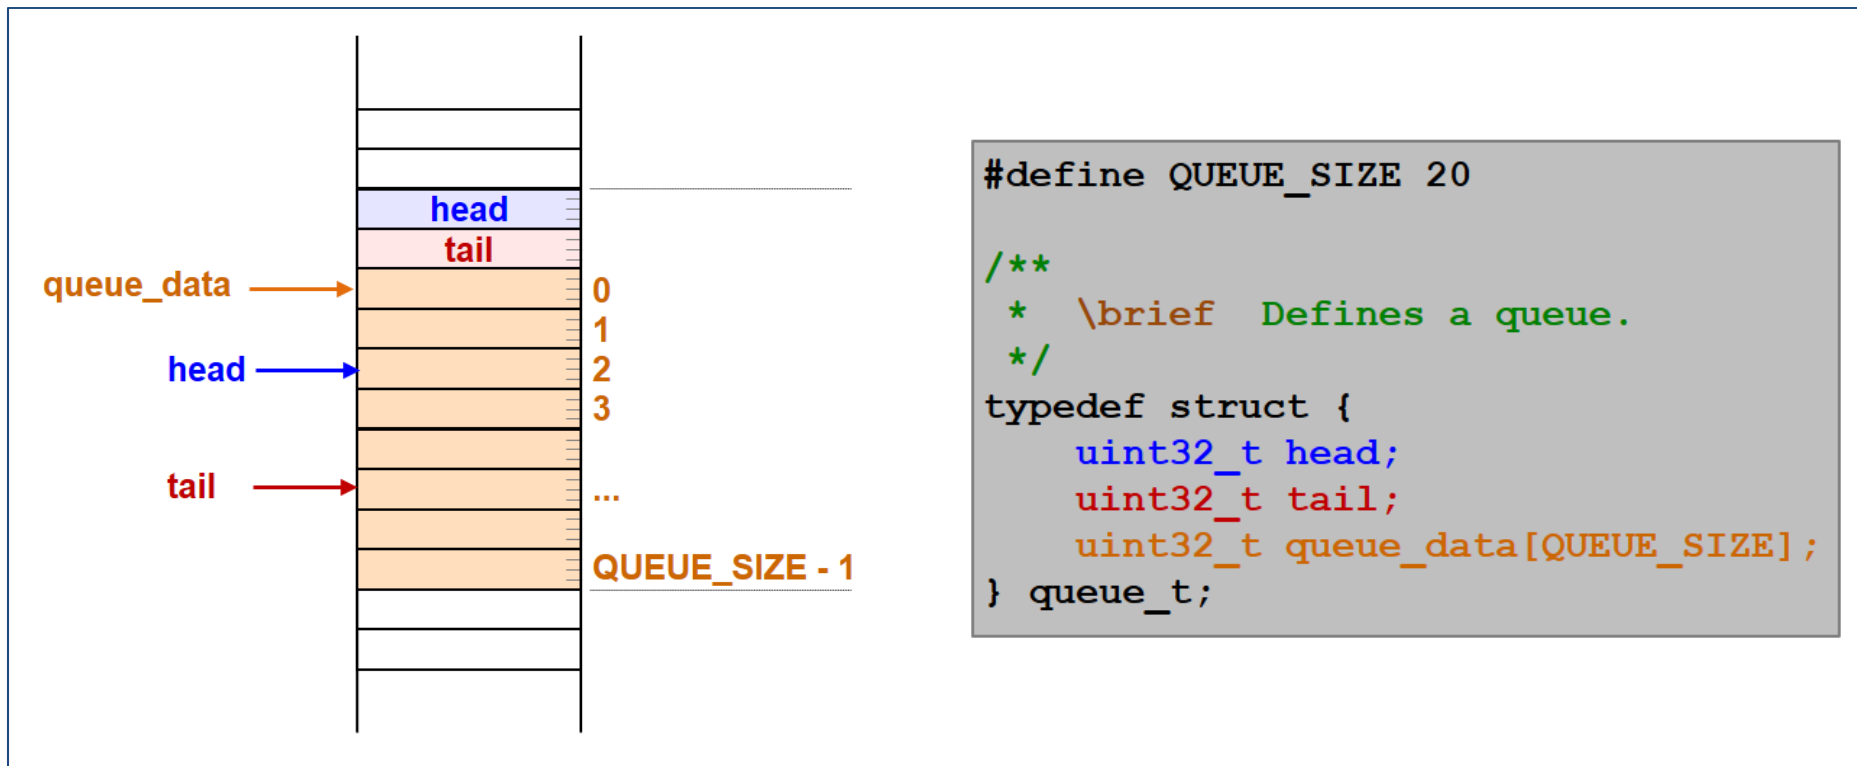 head
tail
queue_data
0
1
head
2
3
tail
...
QUEUE_SIZE - 1
#define QUEUE_SIZE 20
/**
 *  \brief  Defines a queue.
 */
typedef struct {
    uint32_t head;
    uint32_t tail;
    uint32_t queue_data[QUEUE_SIZE];
} queue_t;